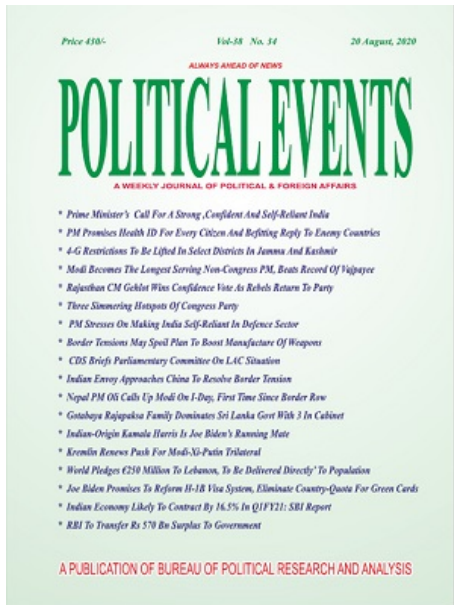 Price 430/- Vol-38 No. 34 20 August, 2020
ALWAYS AHEAD OF NEWS
POLITICAL EVENTS
A WEEKLY JOURNAL OF POLITICAL & FOREIGN AFFAIRS
* Prime Minister's Call For A Strong ,Confident And Self-Reliant India
* PM Promises Health ID For Every Citizen And Befitting Reply To Enemy Countries
* 4-G Restrictions To Be Lifted In Select Districts In Jammu And Kashmir
* Modi Becomes The Longest Serving Non-Congress PM, Beats Record Of Vajpayee
* Rajasthan CM Gehlot Wins Confidence Vote As Rebels Return To Party
* Three Simmering Hotspots Of Congress Party
* PM Stresses On Making India Self-Reliant In Defence Sector
* Border Tensions May Spoil Plan To Boost Manufacture Of Weapons
* CDS Briefs Parliamentary Committee On LAC Situation
* Indian Envoy Approaches China To Resolve Border Tension
* Nepal PM Oli Calls Up Modi On I-Day, First Time Since Border Row
* Gotabaya Rajapaksa Family Dominates Sri Lanka Govt With 3 In Cabinet
* Indian-Origin Kamala Harris Is Joe Biden's Running Mate
* Kremlin Renews Push For Modi-Xi-Putin Trilateral
* World Pledges €250 Million To Lebanon, To Be Delivered Directly' To Population
* Joe Biden Promises To Reform H-1B Visa System, Eliminate Country-Quota For Green Cards
* Indian Economy Likely To Contract By 16.5% In Q1FY21: SBI Report
* RBI To Transfer Rs 570 Bn Surplus To Government
A PUBLICATION OF BUREAU OF POLITICAL RESEARCH AND ANALYSIS